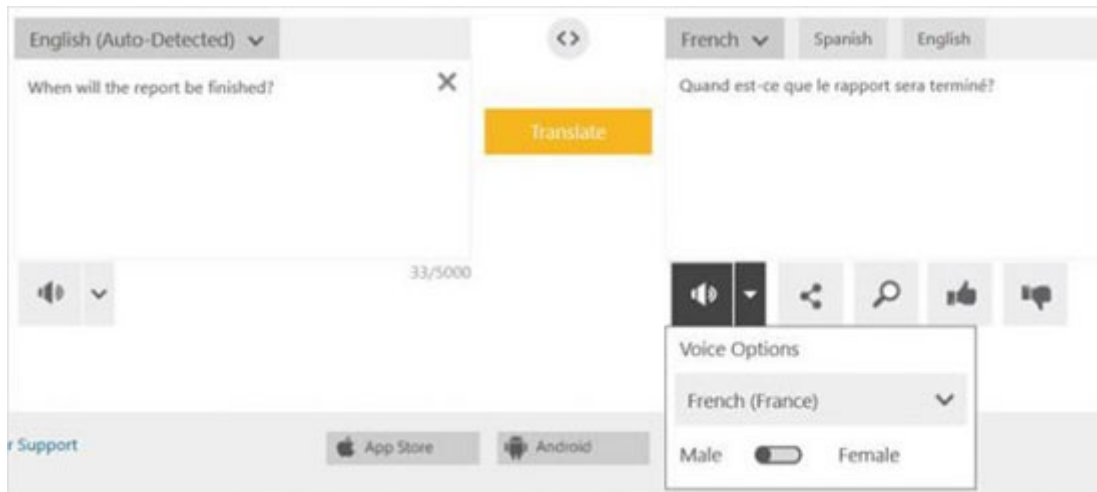 English (Auto-Detected)
French
Spanish
English
When will the report be finished?
Quand est-ce que le rapport sera terminé?
Translate
33/5000
Voice Options
French (France)
Male
Female
r Support
App Store
Android